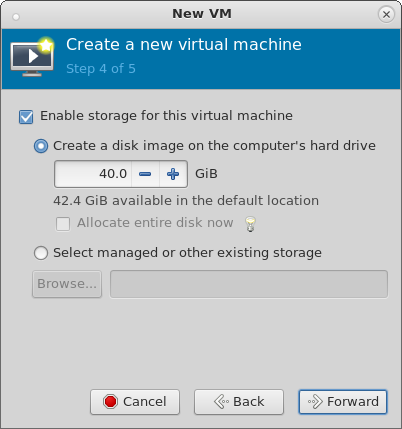 New VM
Create a new virtual machine
Step 4 of 5
Enable storage for this virtual machine
Create a disk image on the computer's hard drive
40.0 GiB
42.4 GiB available in the default location
Allocate entire disk now
Select managed or other existing storage
Browse...
Cancel Back Forward